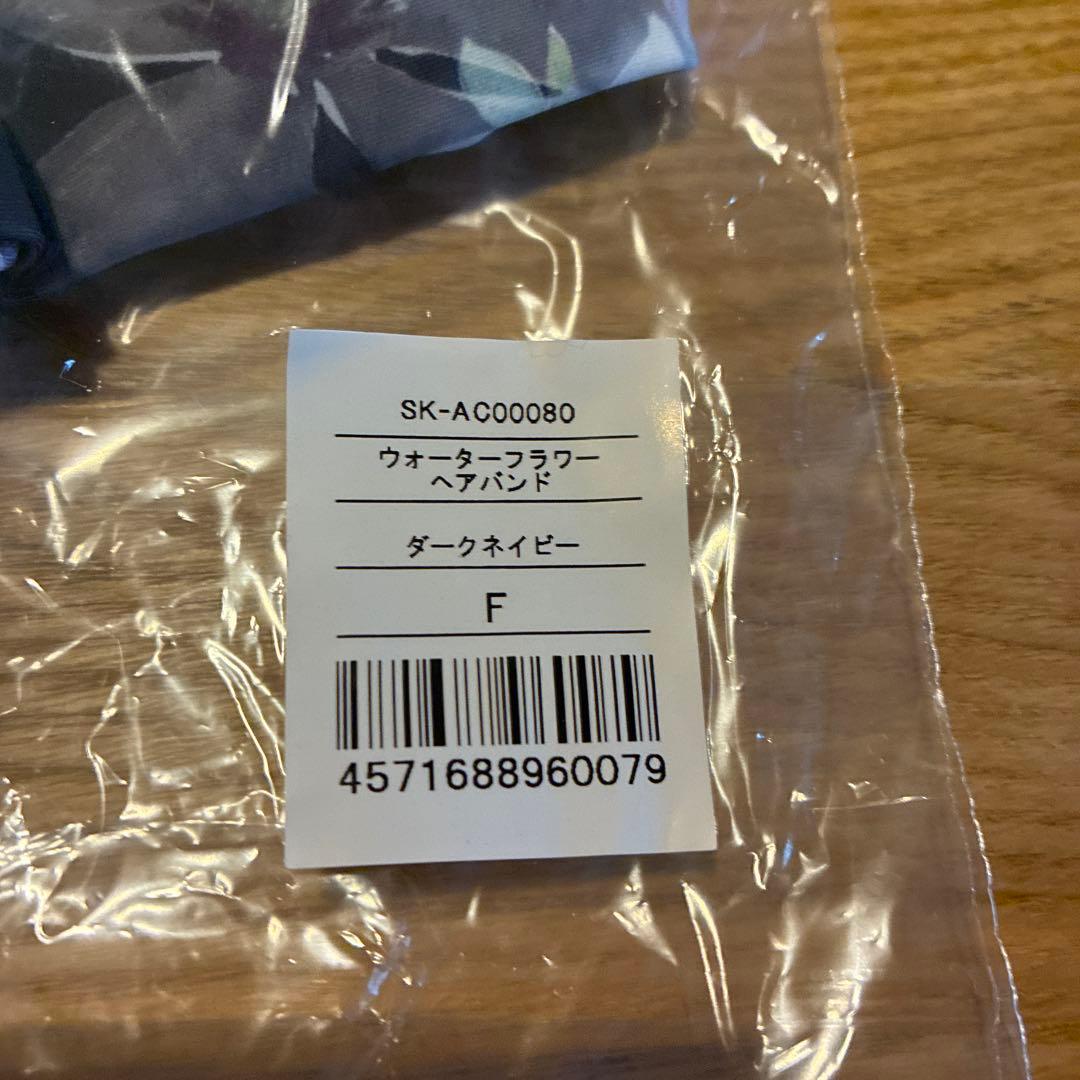 SK-AC00080
ウォーターフラワー
ヘアバンド
ダークネイビー
F
4571688960079